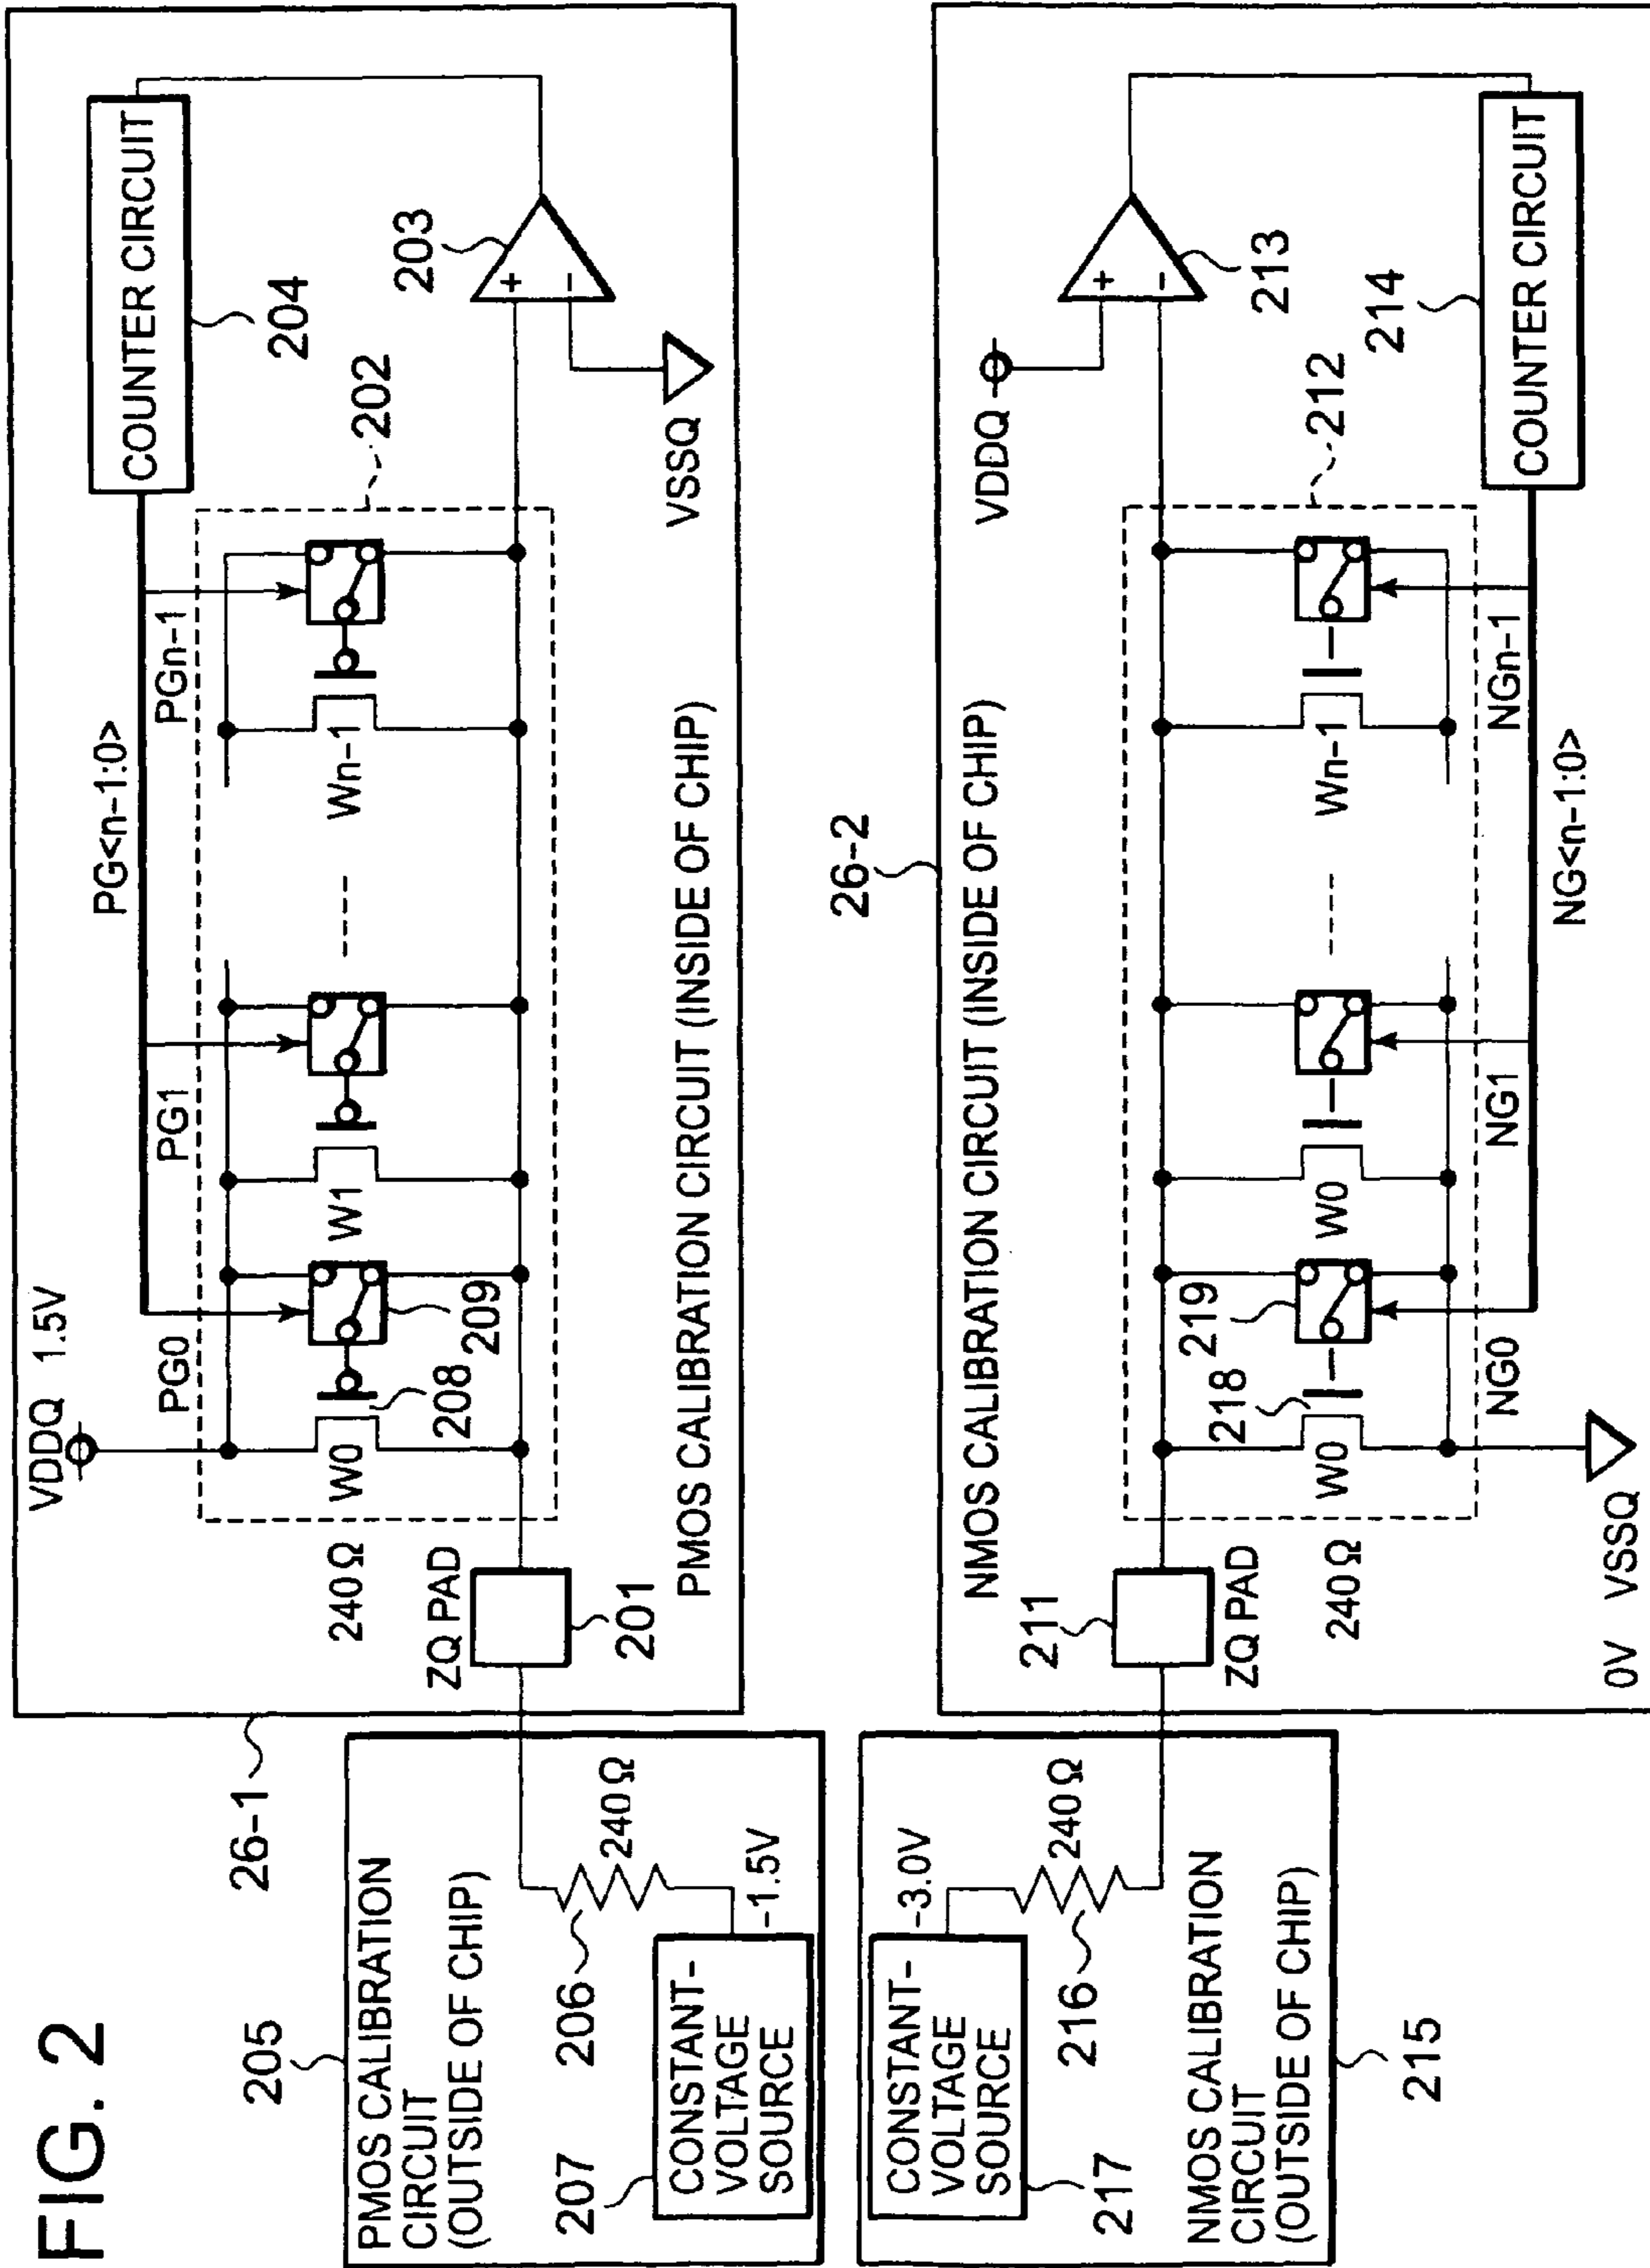 FIG. 2
26-1
VDDQ 1.5V
PG<n-1:0>
COUNTER CIRCUIT
204
PG0
PG1
PGn-1
202
240Ω
W0
208
209
W1
Wn-1
203
+
-
VSSQ
ZQ PAD
201
PMOS CALIBRATION CIRCUIT (INSIDE OF CHIP)
205
PMOS CALIBRATION
CIRCUIT
(OUTSIDE OF CHIP)
206
240Ω
207
CONSTANT-
VOLTAGE
SOURCE
-1.5V
26-2
NMOS CALIBRATION CIRCUIT (INSIDE OF CHIP)
VDDQ
+
-
213
211
ZQ PAD
212
214
218
219
W0
W0
Wn-1
240Ω
NG0
NG1
NGn-1
COUNTER CIRCUIT
NG<n-1:0>
0V VSSQ
CONSTANT-
VOLTAGE
SOURCE
-3.0V
217
216
240Ω
NMOS CALIBRATION
CIRCUIT
(OUTSIDE OF CHIP)
215